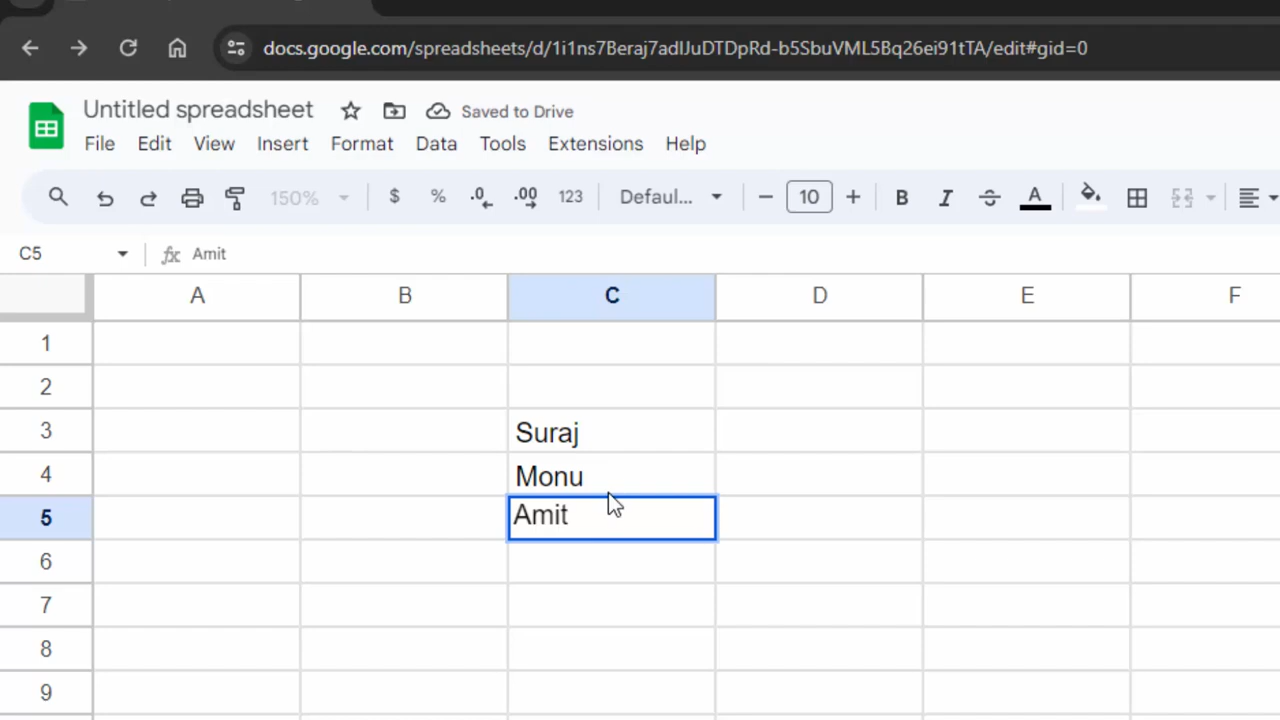 docs.google.com/spreadsheets/d/1i1ns7Beraj7adlJuDTDpRd-b5SbuVML5Bq26ei91tTA/edit#gid=0
Untitled spreadsheet Saved to Drive
File Edit View Insert Format Data Tools Extensions Help
150% $ % .0 .00 123 Defaul... 10 B I A
C5 fx Amit
A B C D E F
1
2
3 Suraj
4 Monu
5 Amit
6
7
8
9